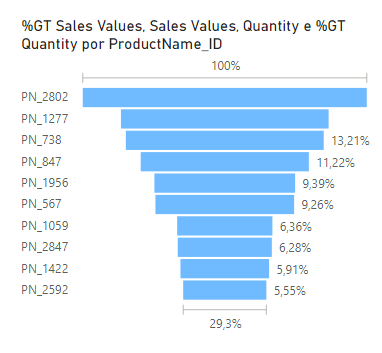 %GT Sales Values, Sales Values, Quantity e %GT
Quantity por ProductName_ID
100%
PN_2802
PN_1277
PN_738 13,21%
PN_847 11,22%
PN_1956 9,39%
PN_567 9,26%
PN_1059 6,36%
PN_2847 6,28%
PN_1422 5,91%
PN_2592 5,55%
29,3%